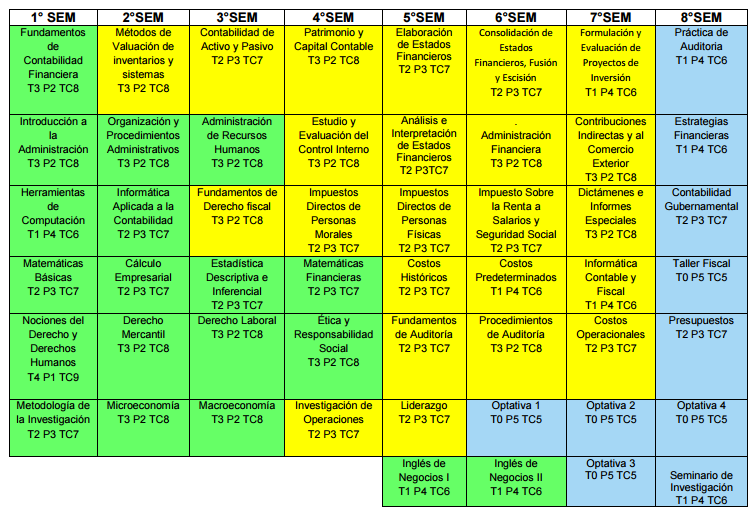 1° SEM 2°SEM 3°SEM 4°SEM 5°SEM 6°SEM 7°SEM 8°SEM
Fundamentos
de
Contabilidad
Financiera
T3 P2 TC8
Métodos de
Valuación de
inventarios y
sistemas
T3 P2 TC8
Contabilidad de
Activo y Pasivo
T2 P3 TC7
Patrimonio y
Capital Contable
T3 P2 TC8
Elaboración
de Estados
Financieros
T2 P3 TC7
Consolidación de
Estados
Financieros, Fusión
y Escisión
T2 P3 TC7
Formulación y
Evaluación de
Proyectos de
Inversión
T1 P4 TC6
Práctica de
Auditoria
T1 P4 TC6
Introducción a
la
Administración
T3 P2 TC8
Organización y
Procedimientos
Administrativos
T3 P2 TC8
Administración
de Recursos
Humanos
T3 P2 TC8
Estudio y
Evaluación del
Control Interno
T3 P2 TC8
Análisis e
Interpretación
de Estados
Financieros
T2 P3TC7
.
Administración
Financiera
T3 P2 TC8
Contribuciones
Indirectas y al
Comercio
Exterior
T3 P2 TC8
Estrategias
Financieras
T1 P4 TC6
Herramientas
de
Computación
T1 P4 TC6
Informática
Aplicada a la
Contabilidad
T2 P3 TC7
Fundamentos de
Derecho fiscal
T3 P2 TC8
Impuestos
Directos de
Personas
Morales
T2 P3 TC7
Impuestos
Directos de
Personas
Físicas
T2 P3 TC7
Impuesto Sobre
la Renta a
Salarios y
Seguridad Social
T2 P3 TC7
Dictámenes e
Informes
Especiales
T3 P2 TC8
Contabilidad
Gubernamental
T2 P3 TC7
Matemáticas
Básicas
T2 P3 TC7
Cálculo
Empresarial
T2 P3 TC7
Estadística
Descriptiva e
Inferencial
T2 P3 TC7
Matemáticas
Financieras
T2 P3 TC7
Costos
Históricos
T2 P3 TC7
Costos
Predeterminados
T1 P4 TC6
Informática
Contable y
Fiscal
T1 P4 TC6
Taller Fiscal
T0 P5 TC5
Nociones del
Derecho y
Derechos
Humanos
T4 P1 TC9
Derecho
Mercantil
T3 P2 TC8
Derecho Laboral
T3 P2 TC8
Ética y
Responsabilidad
Social
T3 P2 TC8
Fundamentos
de Auditoría
T2 P3 TC7
Procedimientos
de Auditoría
T3 P2 TC8
Costos
Operacionales
T2 P3 TC7
Presupuestos
T2 P3 TC7
Metodología de
la Investigación
T2 P3 TC7
Microeconomía
T3 P2 TC8
Macroeconomía
T3 P2 TC8
Investigación de
Operaciones
T2 P3 TC7
Liderazgo
T2 P3 TC7
Optativa 1
T0 P5 TC5
Optativa 2
T0 P5 TC5
Optativa 4
T0 P5 TC5
Inglés de
Negocios I
T1 P4 TC6
Inglés de
Negocios II
T1 P4 TC6
Optativa 3
T0 P5 TC5
Seminario de
Investigación
T1 P4 TC6